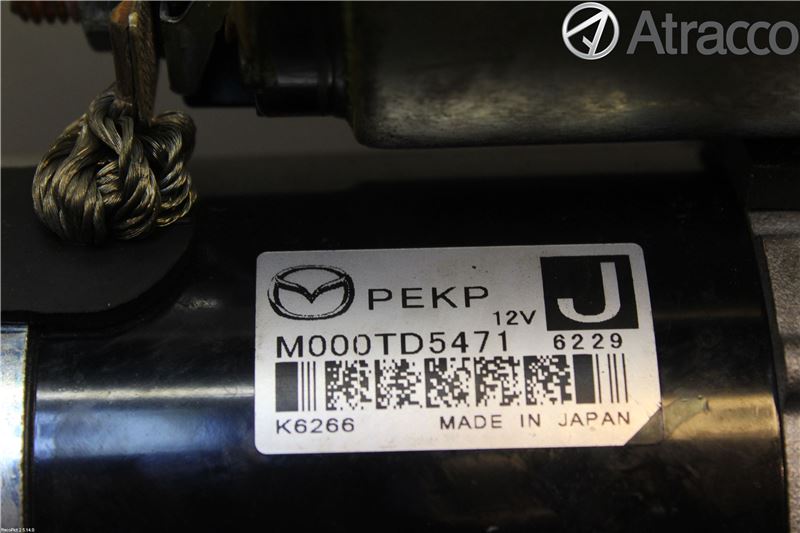 Atracco
PEKP 12V J
M000TD5471 6229
K6266 MADE IN JAPAN